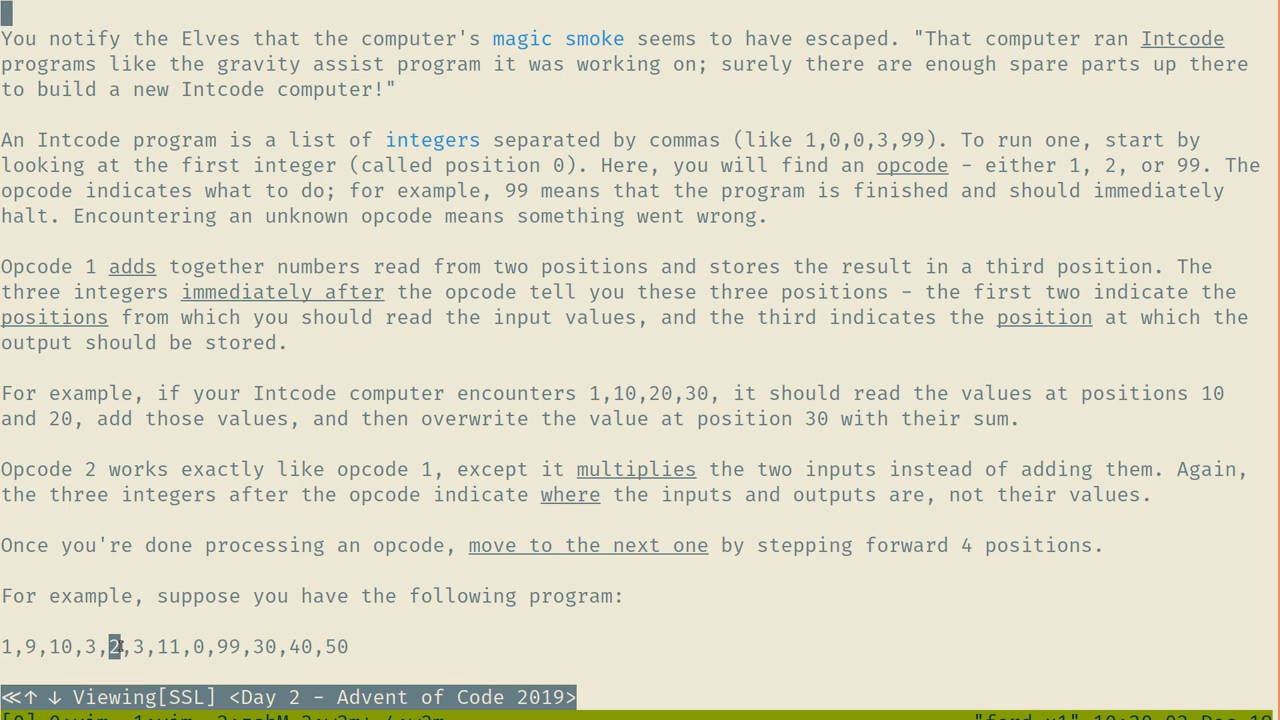 You notify the Elves that the computer's magic smoke seems to have escaped. "That computer ran Intcode
programs like the gravity assist program it was working on; surely there are enough spare parts up there
to build a new Intcode computer!"
An Intcode program is a list of integers separated by commas (like 1,0,0,3,99). To run one, start by
looking at the first integer (called position 0). Here, you will find an opcode - either 1, 2, or 99. The
opcode indicates what to do; for example, 99 means that the program is finished and should immediately
halt. Encountering an unknown opcode means something went wrong.
Opcode 1 adds together numbers read from two positions and stores the result in a third position. The
three integers immediately after the opcode tell you these three positions - the first two indicate the
positions from which you should read the input values, and the third indicates the position at which the
output should be stored.
For example, if your Intcode computer encounters 1,10,20,30, it should read the values at positions 10
and 20, add those values, and then overwrite the value at position 30 with their sum.
Opcode 2 works exactly like opcode 1, except it multiplies the two inputs instead of adding them. Again,
the three integers after the opcode indicate where the inputs and outputs are, not their values.
Once you're done processing an opcode, move to the next one by stepping forward 4 positions.
For example, suppose you have the following program:
1,9,10,3,2,3,11,0,99,30,40,50
≪↑ ↓ Viewing[SSL] <Day 2 - Advent of Code 2019>